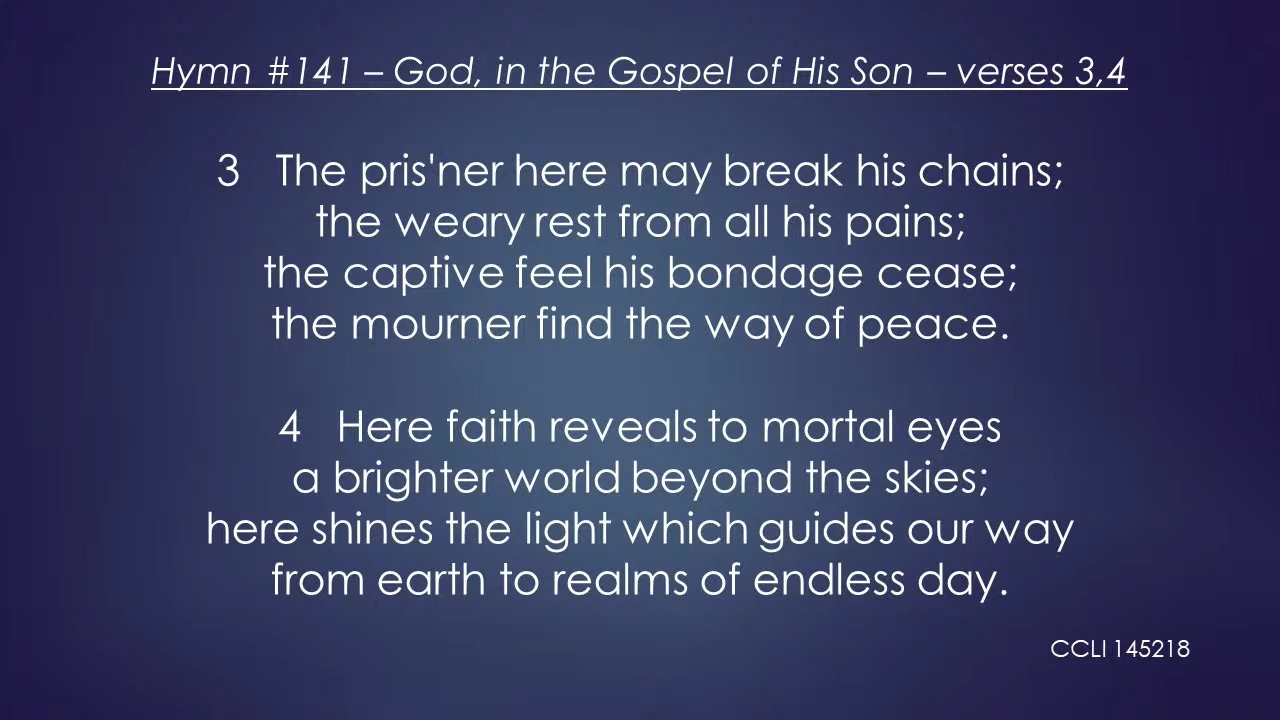 Hymn #141 – God, in the Gospel of His Son – verses 3,4
3 The pris'ner here may break his chains;
the weary rest from all his pains;
the captive feel his bondage cease;
the mourner find the way of peace.
4 Here faith reveals to mortal eyes
a brighter world beyond the skies;
here shines the light which guides our way
from earth to realms of endless day.
CCLI 145218